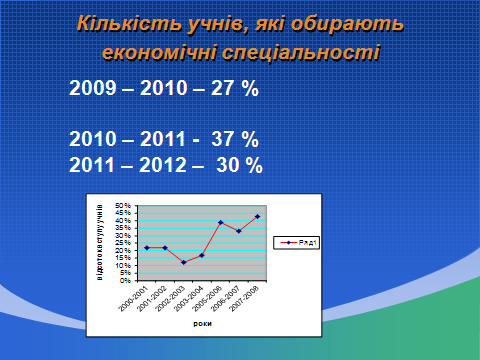 Кількість учнів, які обирають
економічні спеціальності
2009 – 2010 – 27 %
2010 – 2011 - 37 %
2011 – 2012 – 30 %
50%
45%
40%
35%
30%
25%
20%
15%
10%
5%
0%
2000-2001
2001-2002
2002-2003
2003-2004
2005-2006
2006-2007
2007-2008
роки
Ряд1